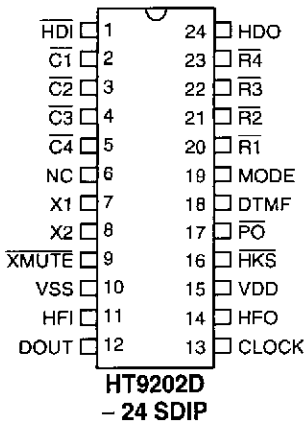 HDI 1 24 HDO
C1 2 23 R4
C2 3 22 R3
C3 4 21 R2
C4 5 20 R1
NC 6 19 MODE
X1 7 18 DTMF
X2 8 17 PO
XMUTE 9 16 HKS
VSS 10 15 VDD
HFI 11 14 HFO
DOUT 12 13 CLOCK
HT9202D
– 24 SDIP